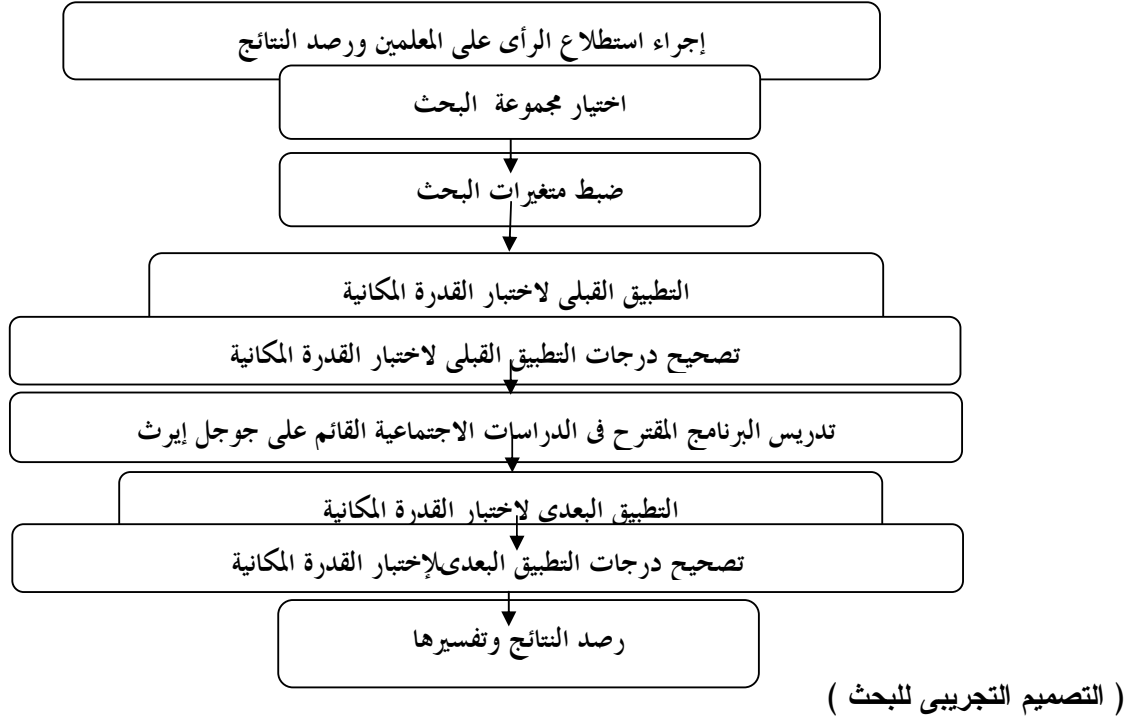 إجراء استطلاع الرأى على المعلمين ورصد النتائج
اختيار مجموعة البحث
ضبط متغيرات البحث
التطبيق القبلى لاختبار القدرة المكانية
تصحيح درجات التطبيق القبلى لاختبار القدرة المكانية
تدريس البرنامج المقترح فى الدراسات الاجتماعية القائم على جوجل إيرث
التطبيق البعدى لإختبار القدرة المكانية
تصحيح درجات التطبيق البعدىلإختبار القدرة المكانية
رصد النتائج وتفسيرها
( التصميم التجريبى للبحث )